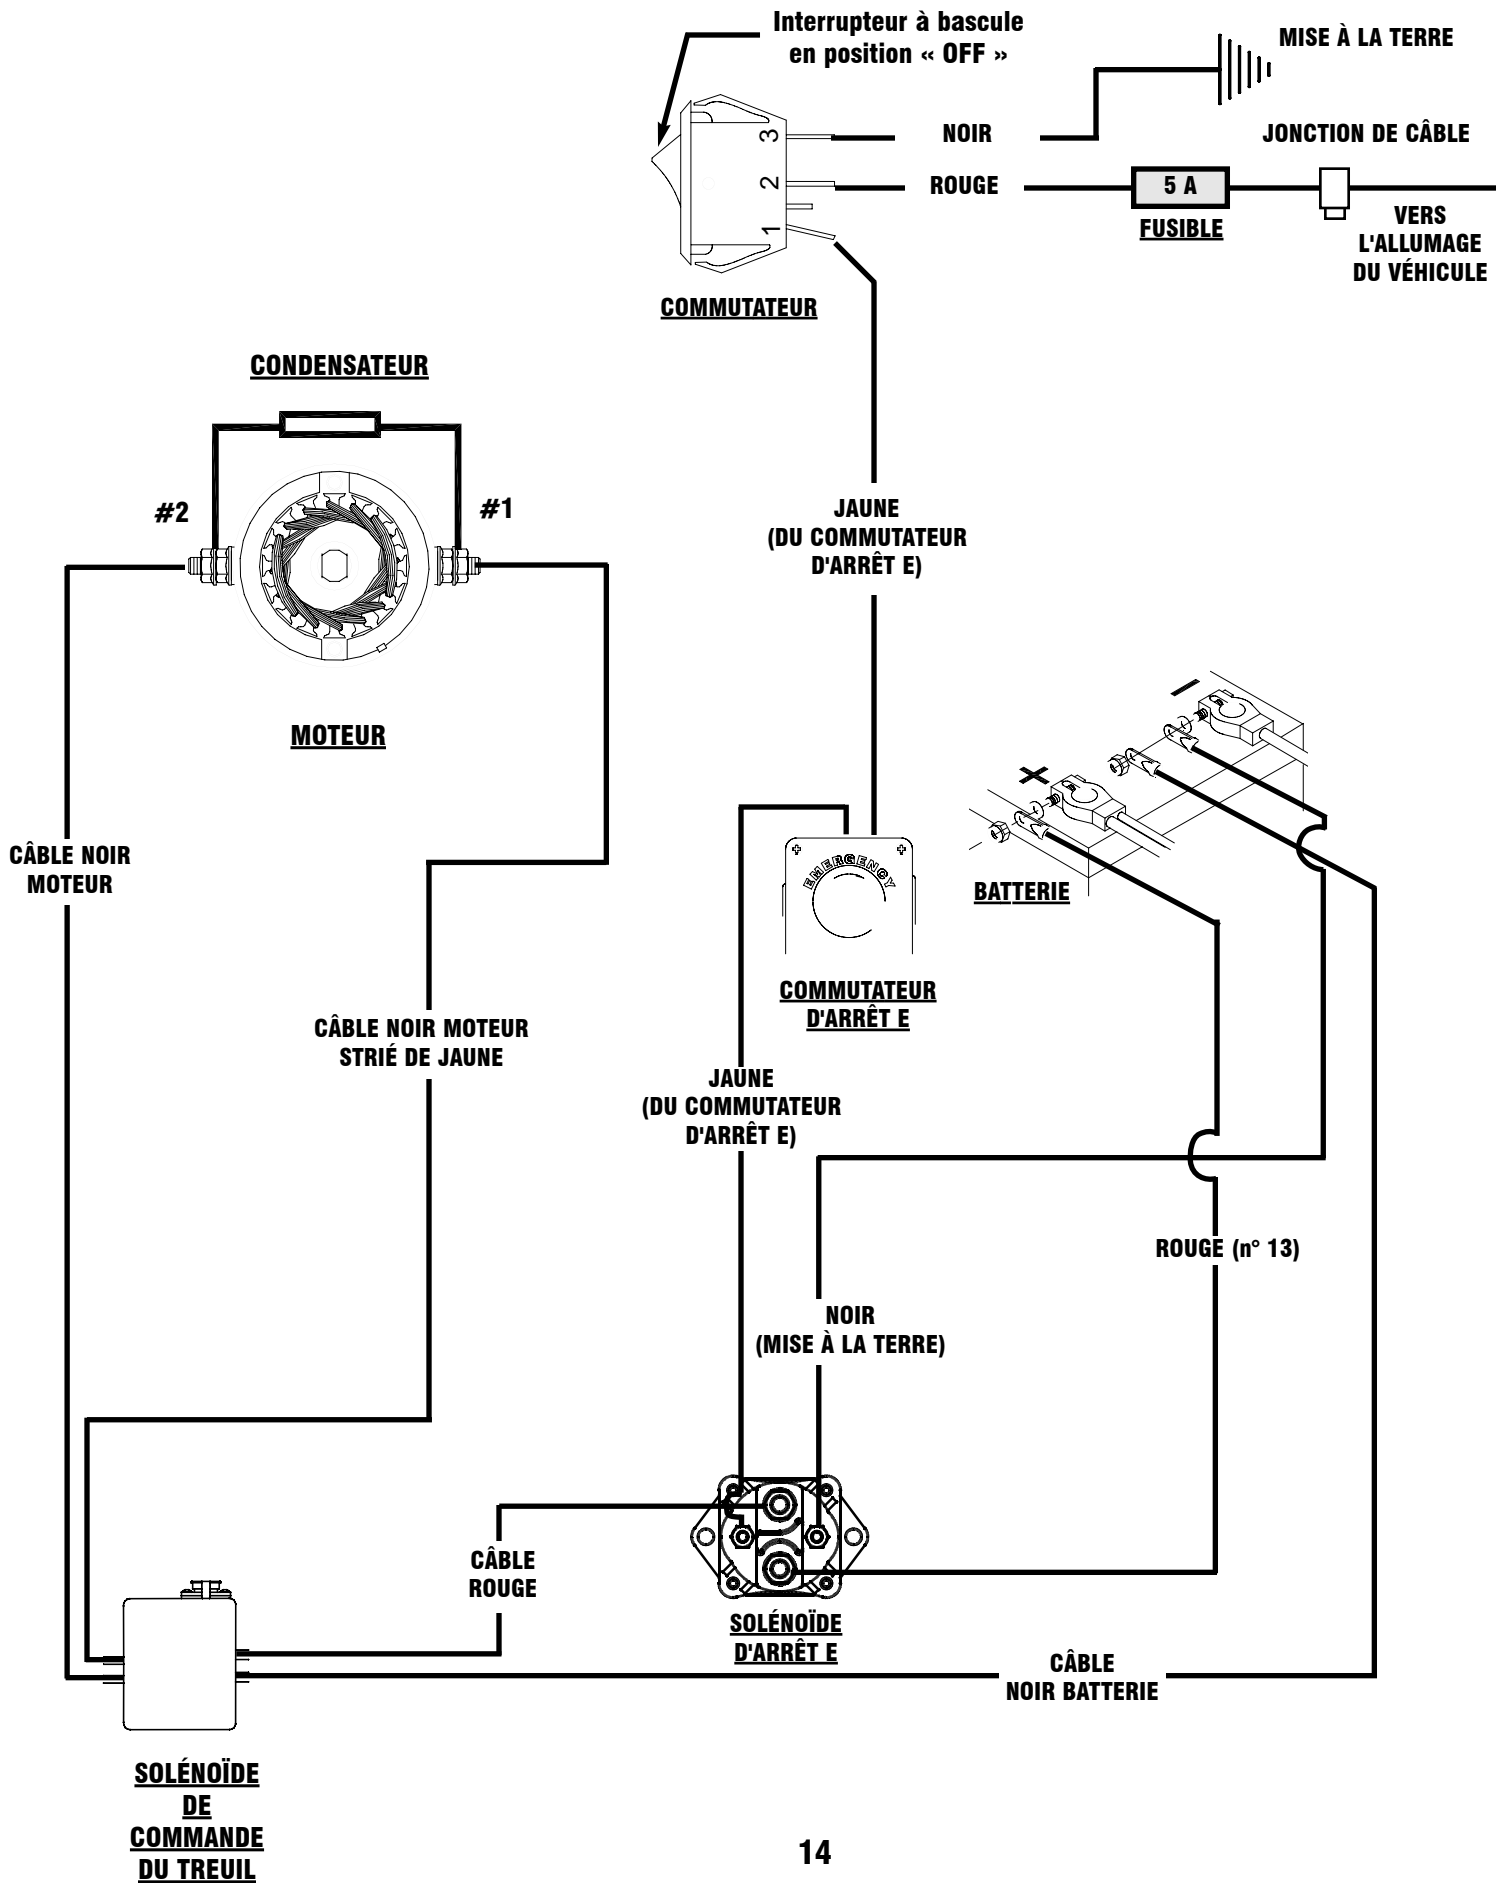 Interrupteur à bascule
en position « OFF »
MISE À LA TERRE
3
NOIR
JONCTION DE CÂBLE
2
ROUGE
5 A
FUSIBLE
1
VERS
L'ALLUMAGE
DU VÉHICULE
COMMUTATEUR
CONDENSATEUR
#2
#1
JAUNE
(DU COMMUTATEUR
D'ARRÊT E)
MOTEUR
–
+
CÂBLE NOIR
MOTEUR
EMERGENCY
BATTERIE
COMMUTATEUR
D'ARRÊT E
CÂBLE NOIR MOTEUR
STRIÉ DE JAUNE
JAUNE
(DU COMMUTATEUR
D'ARRÊT E)
ROUGE (n° 13)
NOIR
(MISE À LA TERRE)
CÂBLE
ROUGE
SOLÉNOÏDE
D'ARRÊT E
CÂBLE
NOIR BATTERIE
SOLÉNOÏDE
DE
COMMANDE
DU TREUIL
14